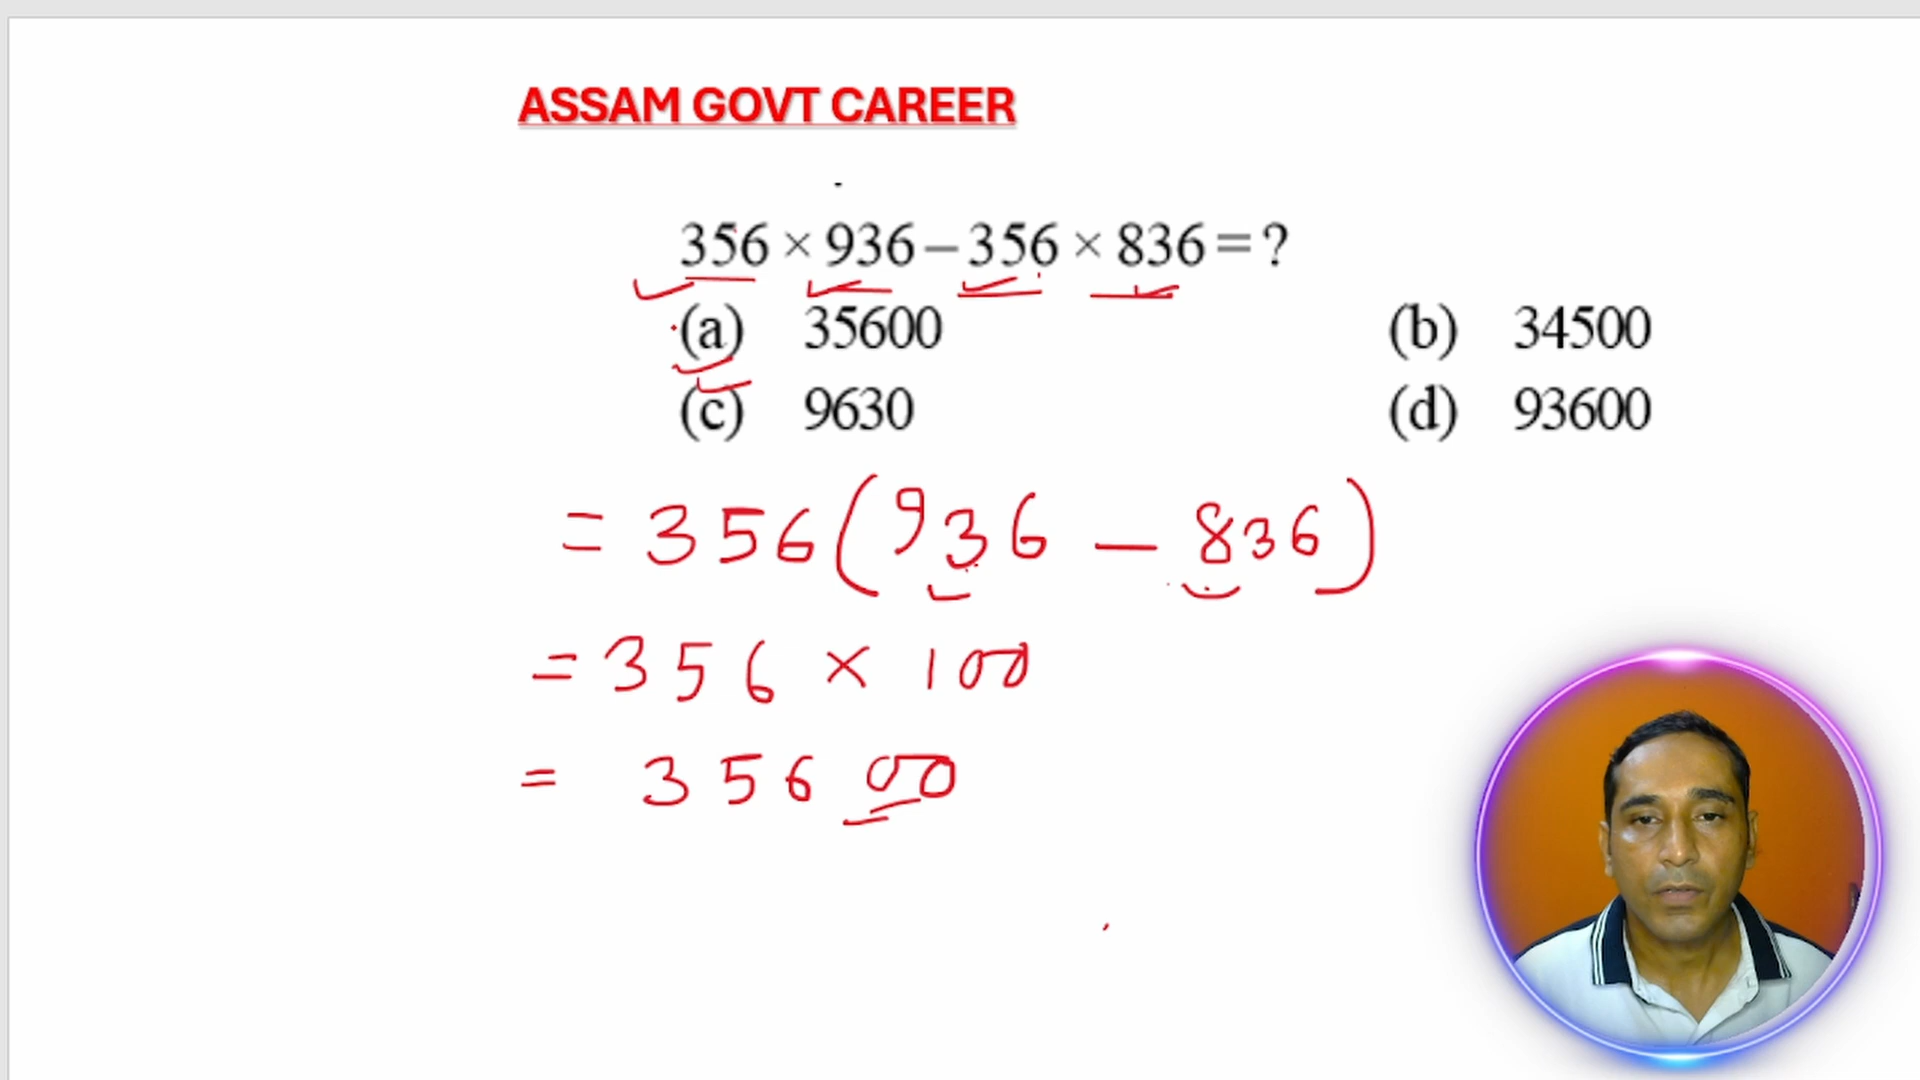 ASSAM GOVT CAREER
356 × 936 – 356 × 836 = ?
(a) 35600 (b) 34500
(c) 9630 (d) 93600
= 356 (936 – 836)
= 356 × 100
= 35600